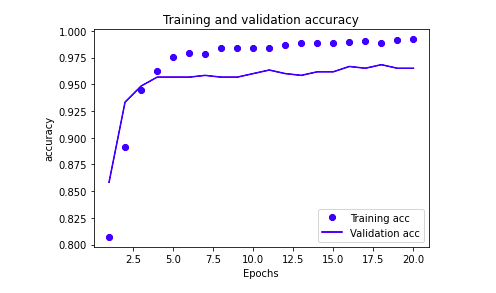 Training and validation accuracy
accuracy
1.000
0.975
0.950
0.925
0.900
0.875
0.850
0.825
0.800
Training acc
Validation acc
2.5 5.0 7.5 10.0 12.5 15.0 17.5 20.0
Epochs